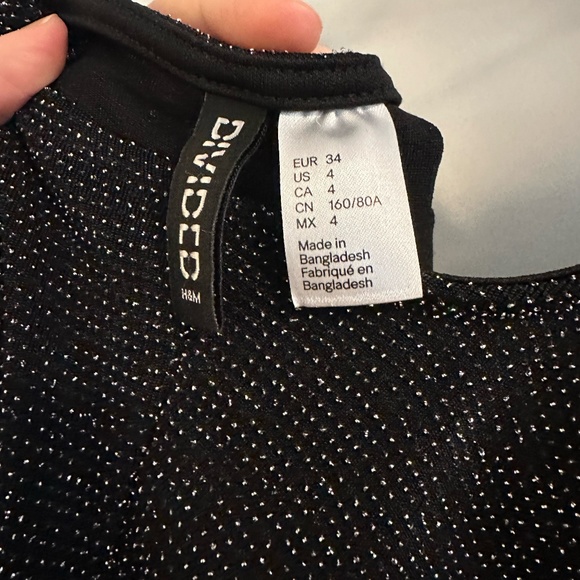 DIVIDED
H&M
EUR 34
US 4
CA 4
CN 160/80A
MX 4
Made in
Bangladesh
Fabriqué en
Bangladesh